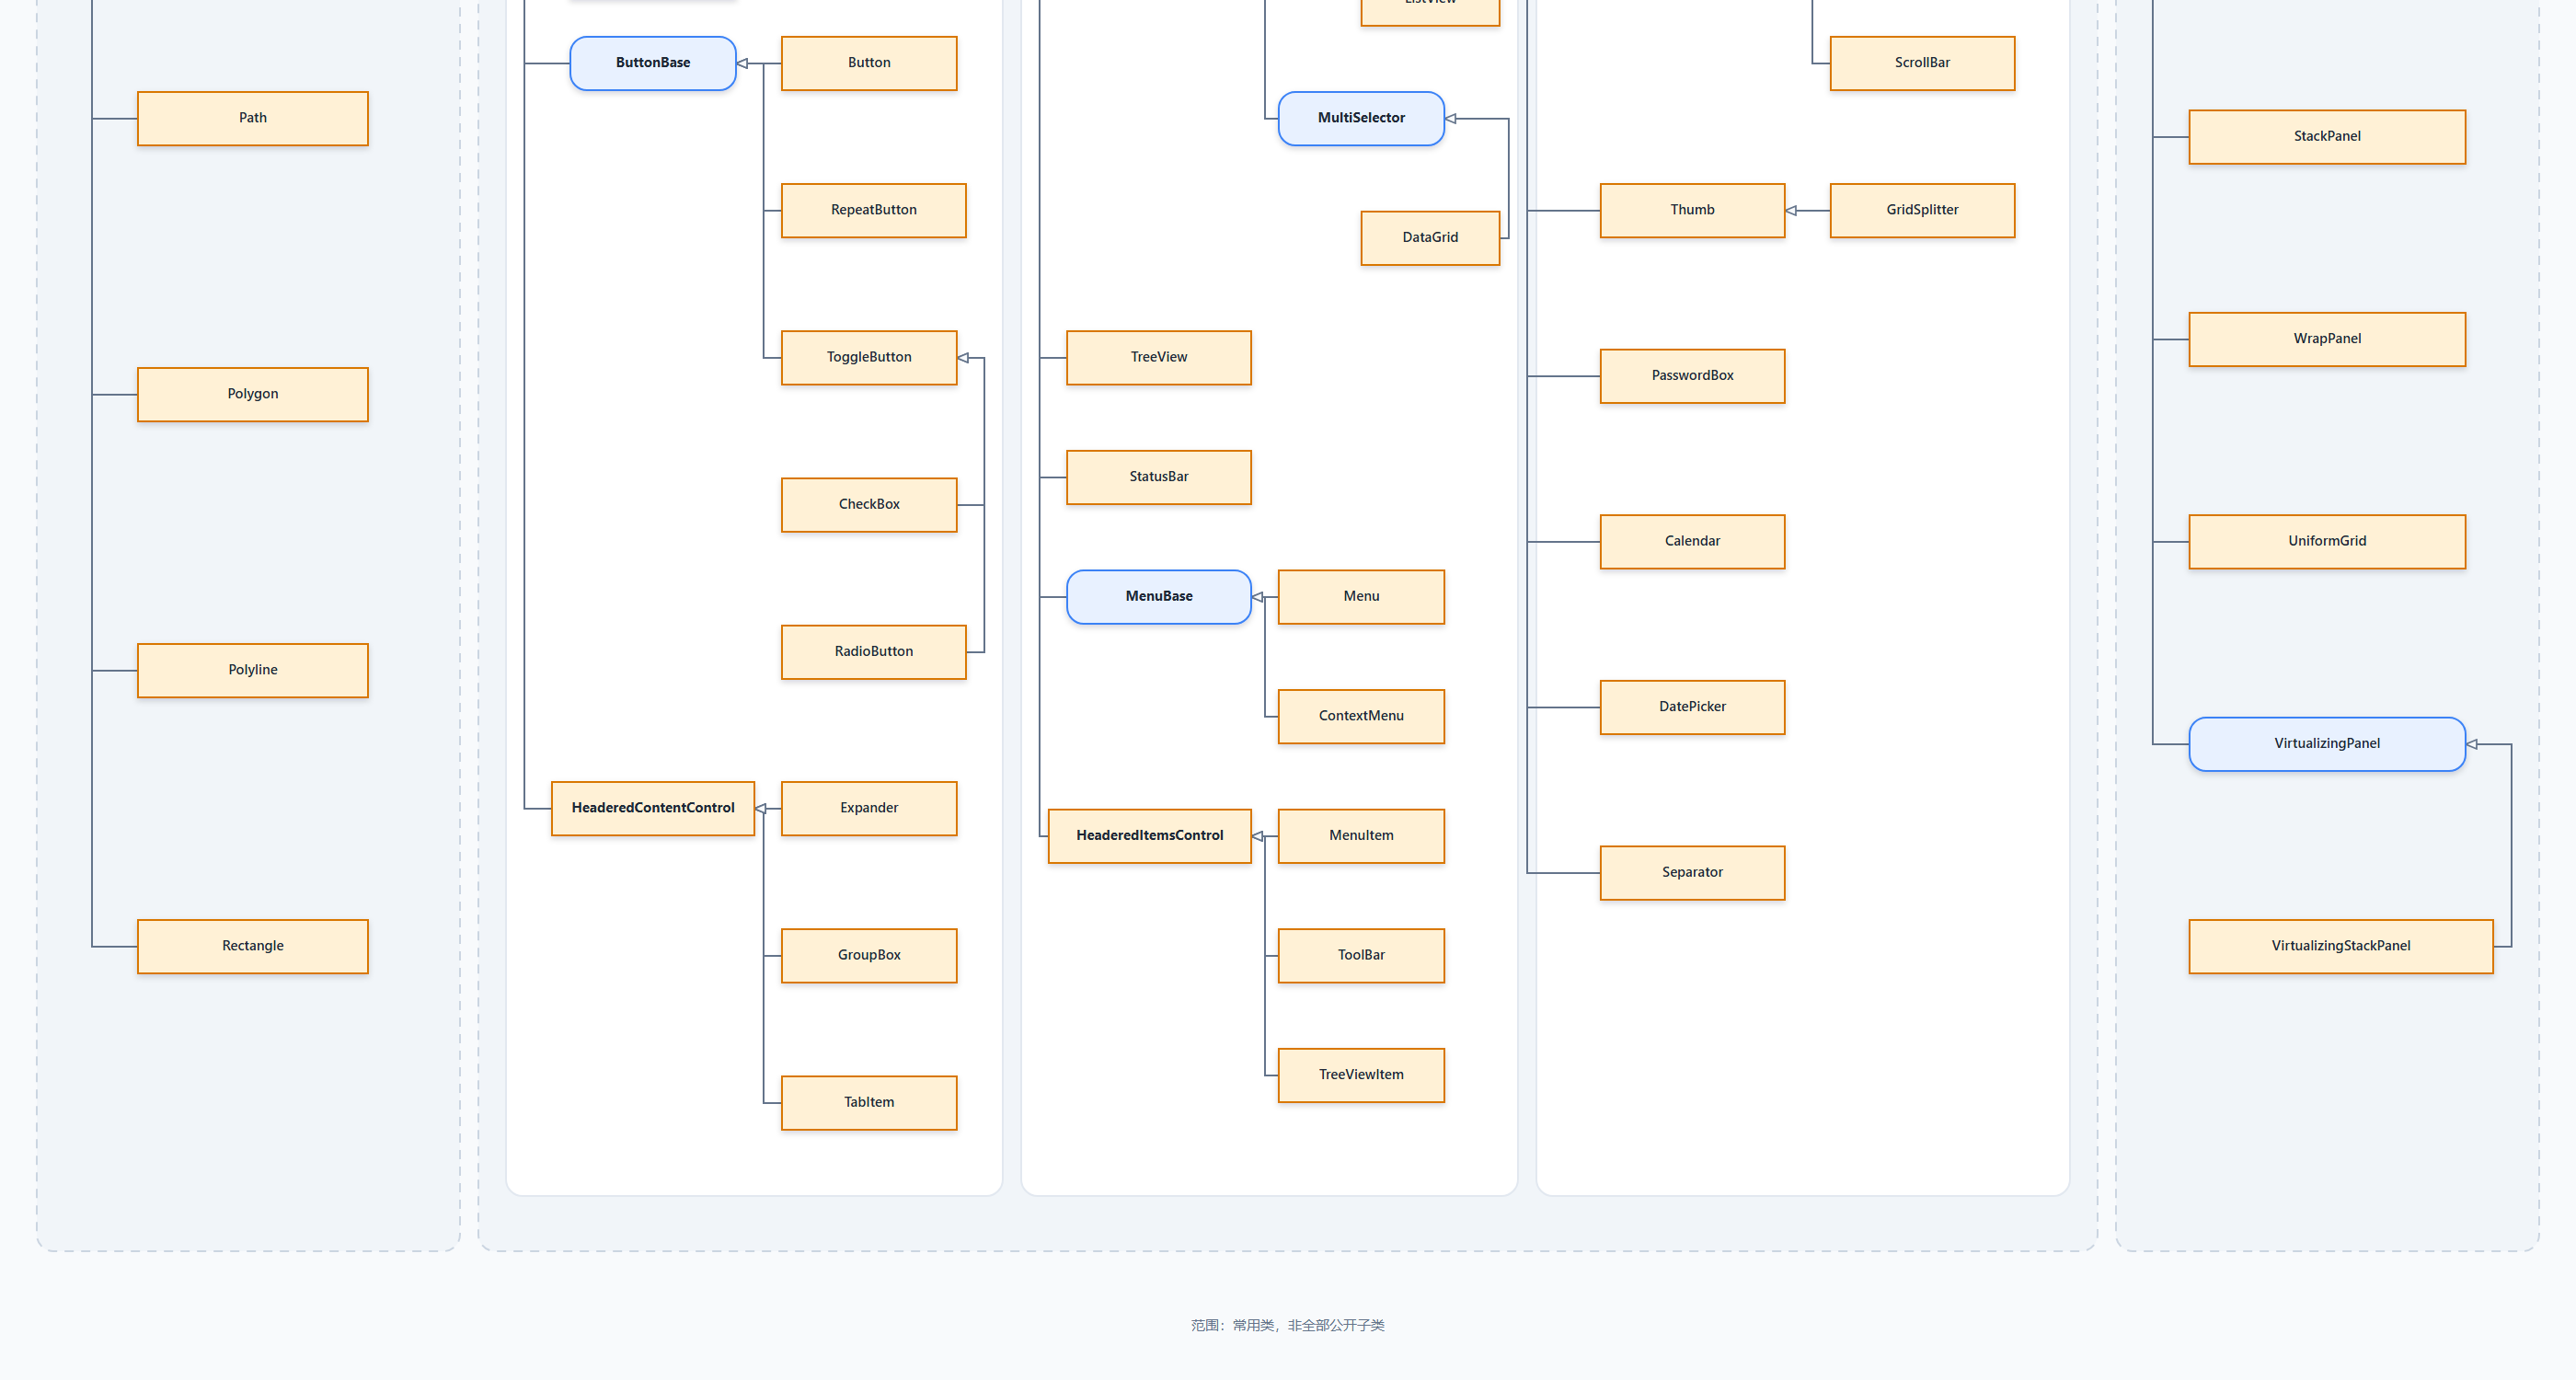 Path
Polygon
Polyline
Rectangle
ButtonBase
Button
RepeatButton
ToggleButton
CheckBox
RadioButton
HeaderedContentControl
Expander
GroupBox
TabItem
ListView
MultiSelector
DataGrid
TreeView
StatusBar
MenuBase
Menu
ContextMenu
HeaderedItemsControl
MenuItem
ToolBar
TreeViewItem
ScrollBar
Thumb
GridSplitter
PasswordBox
Calendar
DatePicker
Separator
StackPanel
WrapPanel
UniformGrid
VirtualizingPanel
VirtualizingStackPanel
范围：常用类，非全部公开子类